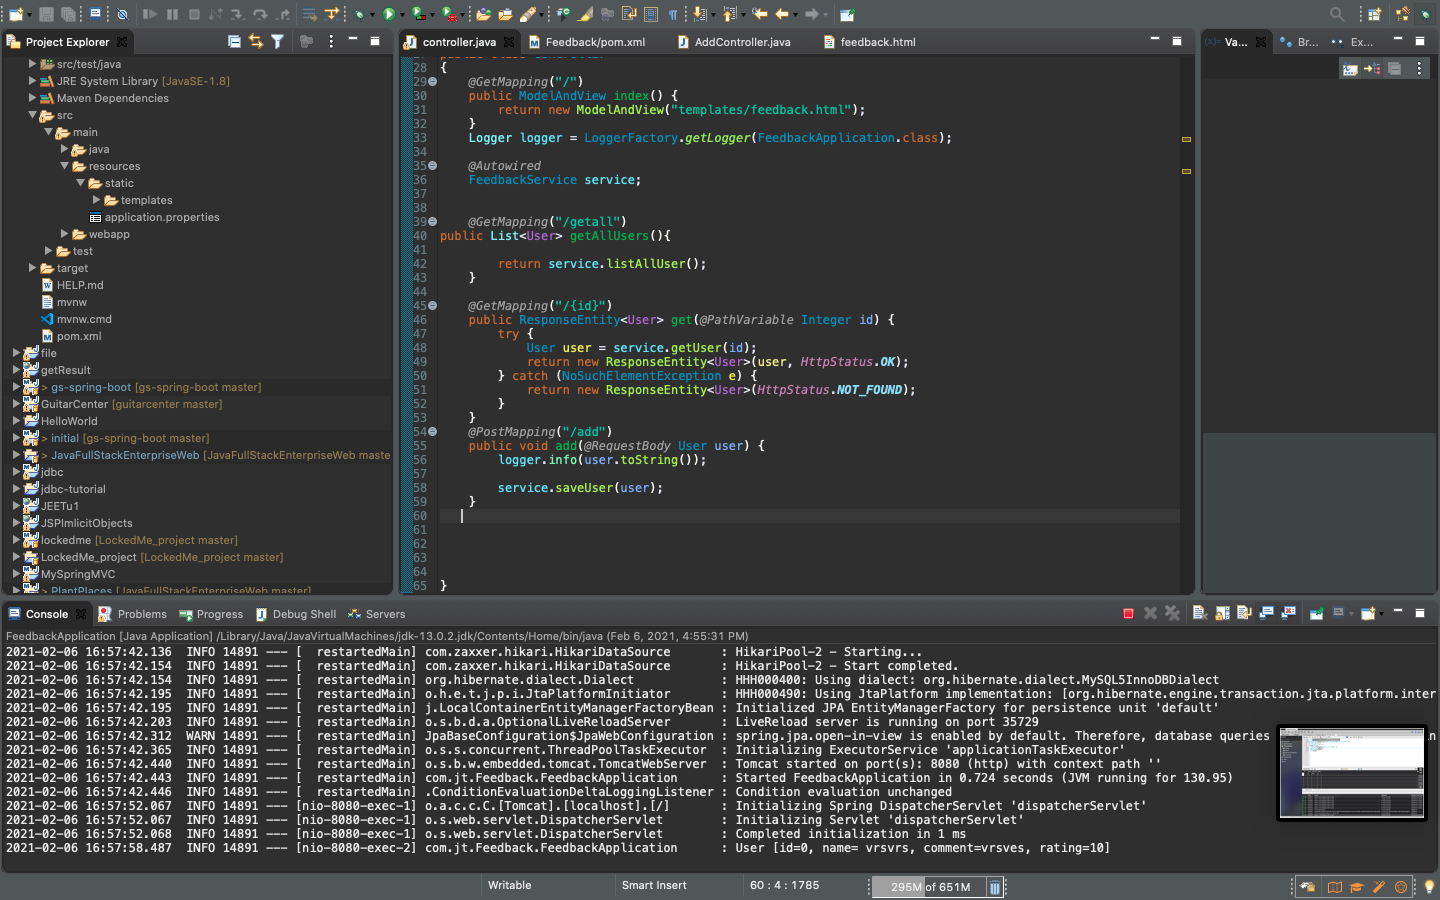 Project Explorer
src/test/java
JRE System Library [JavaSE-1.8]
Maven Dependencies
src
main
java
resources
static
templates
application.properties
webapp
test
target
HELP.md
mvnw
mvnw.cmd
pom.xml
file
getResult
> gs-spring-boot [gs-spring-boot master]
GuitarCenter [guitarcenter master]
HelloWorld
> initial [gs-spring-boot master]
> JavaFullStackEnterpriseWeb [JavaFullStackEnterpriseWeb maste
jdbc
jdbc-tutorial
JEETu1
JSPImlicitObjects
lockedme [LockedMe_project master]
LockedMe_project [LockedMe_project master]
MySpringMVC
> PlantPlaces [JavaFullStackEnterpriseWeb master]
controller.java Feedback/pom.xml AddController.java feedback.html
28 {
29 @GetMapping("/")
30 public ModelAndView index() {
31 return new ModelAndView("templates/feedback.html");
32 }
33 Logger logger = LoggerFactory.getLogger(FeedbackApplication.class);
34
35 @Autowired
36 FeedbackService service;
37
38
39 @GetMapping("/getall")
40 public List<User> getAllUsers(){
41
42 return service.listAllUser();
43 }
44
45 @GetMapping("/{id}")
46 public ResponseEntity<User> get(@PathVariable Integer id) {
47 try {
48 User user = service.getUser(id);
49 return new ResponseEntity<User>(user, HttpStatus.OK);
50 } catch (NoSuchElementException e) {
51 return new ResponseEntity<User>(HttpStatus.NOT_FOUND);
52 }
53 }
54 @PostMapping("/add")
55 public void add(@RequestBody User user) {
56 logger.info(user.toString());
57
58 service.saveUser(user);
59 }
60
61
62
63
64
65 }
(x)= Va... Br... Ex...
Console Problems Progress Debug Shell Servers
FeedbackApplication [Java Application] /Library/Java/JavaVirtualMachines/jdk-13.0.2.jdk/Contents/Home/bin/java (Feb 6, 2021, 4:55:31 PM)
2021-02-06 16:57:42.136 INFO 14891 --- [ restartedMain] com.zaxxer.hikari.HikariDataSource : HikariPool-2 - Starting...
2021-02-06 16:57:42.154 INFO 14891 --- [ restartedMain] com.zaxxer.hikari.HikariDataSource : HikariPool-2 - Start completed.
2021-02-06 16:57:42.154 INFO 14891 --- [ restartedMain] org.hibernate.dialect.Dialect : HHH000400: Using dialect: org.hibernate.dialect.MySQL5InnoDBDialect
2021-02-06 16:57:42.195 INFO 14891 --- [ restartedMain] o.h.e.t.j.p.i.JtaPlatformInitiator : HHH000490: Using JtaPlatform implementation: [org.hibernate.engine.transaction.jta.platform.inter
2021-02-06 16:57:42.195 INFO 14891 --- [ restartedMain] j.LocalContainerEntityManagerFactoryBean : Initialized JPA EntityManagerFactory for persistence unit 'default'
2021-02-06 16:57:42.203 INFO 14891 --- [ restartedMain] o.s.b.d.a.OptionalLiveReloadServer : LiveReload server is running on port 35729
2021-02-06 16:57:42.312 WARN 14891 --- [ restartedMain] JpaBaseConfiguration$JpaWebConfiguration : spring.jpa.open-in-view is enabled by default. Therefore, database queries in
2021-02-06 16:57:42.365 INFO 14891 --- [ restartedMain] o.s.s.concurrent.ThreadPoolTaskExecutor : Initializing ExecutorService 'applicationTaskExecutor'
2021-02-06 16:57:42.440 INFO 14891 --- [ restartedMain] o.s.b.w.embedded.tomcat.TomcatWebServer : Tomcat started on port(s): 8080 (http) with context path ''
2021-02-06 16:57:42.443 INFO 14891 --- [ restartedMain] com.jt.Feedback.FeedbackApplication : Started FeedbackApplication in 0.724 seconds (JVM running for 130.95)
2021-02-06 16:57:42.446 INFO 14891 --- [ restartedMain] .ConditionEvaluationDeltaLoggingListener : Condition evaluation unchanged
2021-02-06 16:57:52.067 INFO 14891 --- [nio-8080-exec-1] o.a.c.c.C.[Tomcat].[localhost].[/] : Initializing Spring DispatcherServlet 'dispatcherServlet'
2021-02-06 16:57:52.067 INFO 14891 --- [nio-8080-exec-1] o.s.web.servlet.DispatcherServlet : Initializing Servlet 'dispatcherServlet'
2021-02-06 16:57:52.068 INFO 14891 --- [nio-8080-exec-1] o.s.web.servlet.DispatcherServlet : Completed initialization in 1 ms
2021-02-06 16:57:58.487 INFO 14891 --- [nio-8080-exec-2] com.jt.Feedback.FeedbackApplication : User [id=0, name= vrsvrs, comment=vrsves, rating=10]
Writable Smart Insert 60 : 4 : 1785 295M of 651M